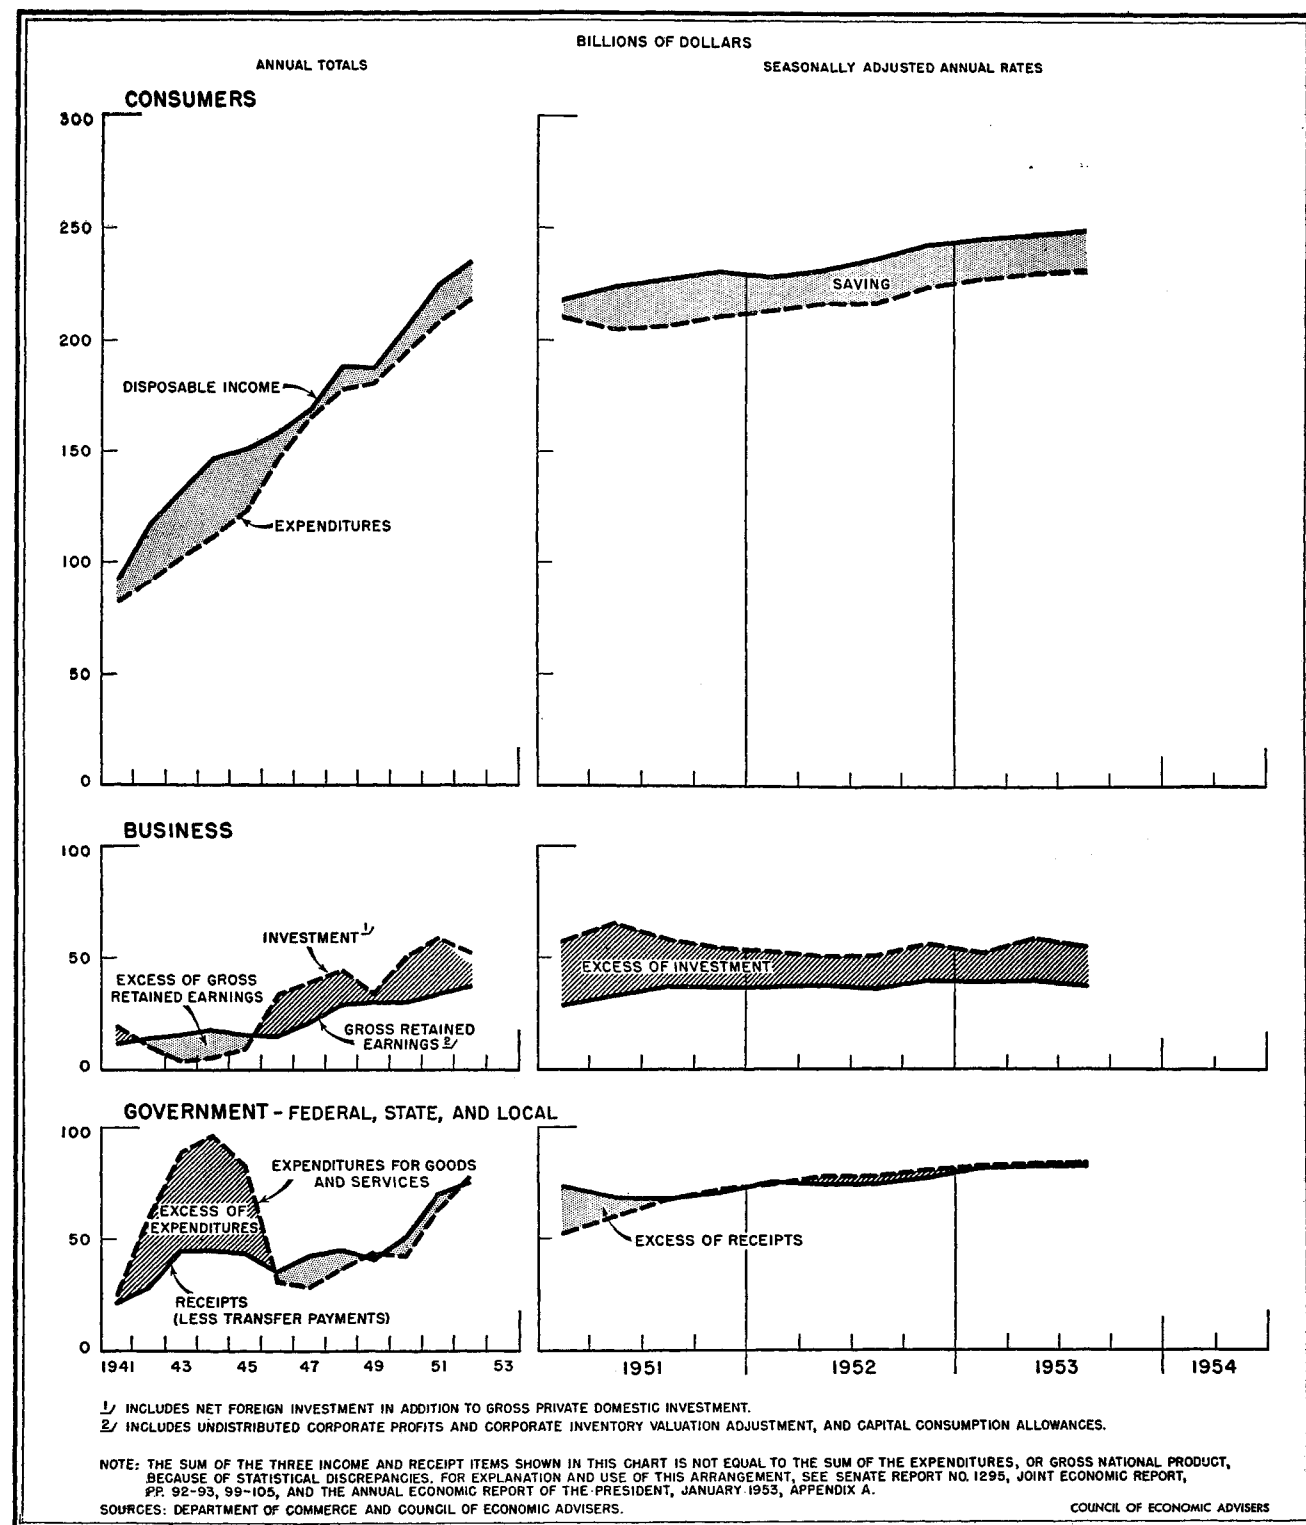 BILLIONS OF DOLLARS
ANNUAL TOTALS
SEASONALLY ADJUSTED ANNUAL RATES
CONSUMERS
300
250
200
150
100
50
0
DISPOSABLE INCOME
EXPENDITURES
SAVING
BUSINESS
100
50
0
INVESTMENT 1/
EXCESS OF GROSS
RETAINED EARNINGS
GROSS RETAINED
EARNINGS 2/
EXCESS OF INVESTMENT
GOVERNMENT - FEDERAL, STATE, AND LOCAL
100
50
0
EXPENDITURES FOR GOODS
AND SERVICES
EXCESS OF
EXPENDITURES
RECEIPTS
(LESS TRANSFER PAYMENTS)
EXCESS OF RECEIPTS
1941 43 45 47 49 51 53
1951 1952 1953 1954
1/ INCLUDES NET FOREIGN INVESTMENT IN ADDITION TO GROSS PRIVATE DOMESTIC INVESTMENT.
2/ INCLUDES UNDISTRIBUTED CORPORATE PROFITS AND CORPORATE INVENTORY VALUATION ADJUSTMENT, AND CAPITAL CONSUMPTION ALLOWANCES.
NOTE: THE SUM OF THE THREE INCOME AND RECEIPT ITEMS SHOWN IN THIS CHART IS NOT EQUAL TO THE SUM OF THE EXPENDITURES, OR GROSS NATIONAL PRODUCT,
BECAUSE OF STATISTICAL DISCREPANCIES. FOR EXPLANATION AND USE OF THIS ARRANGEMENT, SEE SENATE REPORT NO. 1295, JOINT ECONOMIC REPORT,
PP. 92-93, 99-105, AND THE ANNUAL ECONOMIC REPORT OF THE PRESIDENT, JANUARY 1953, APPENDIX A.
SOURCES: DEPARTMENT OF COMMERCE AND COUNCIL OF ECONOMIC ADVISERS.
COUNCIL OF ECONOMIC ADVISERS